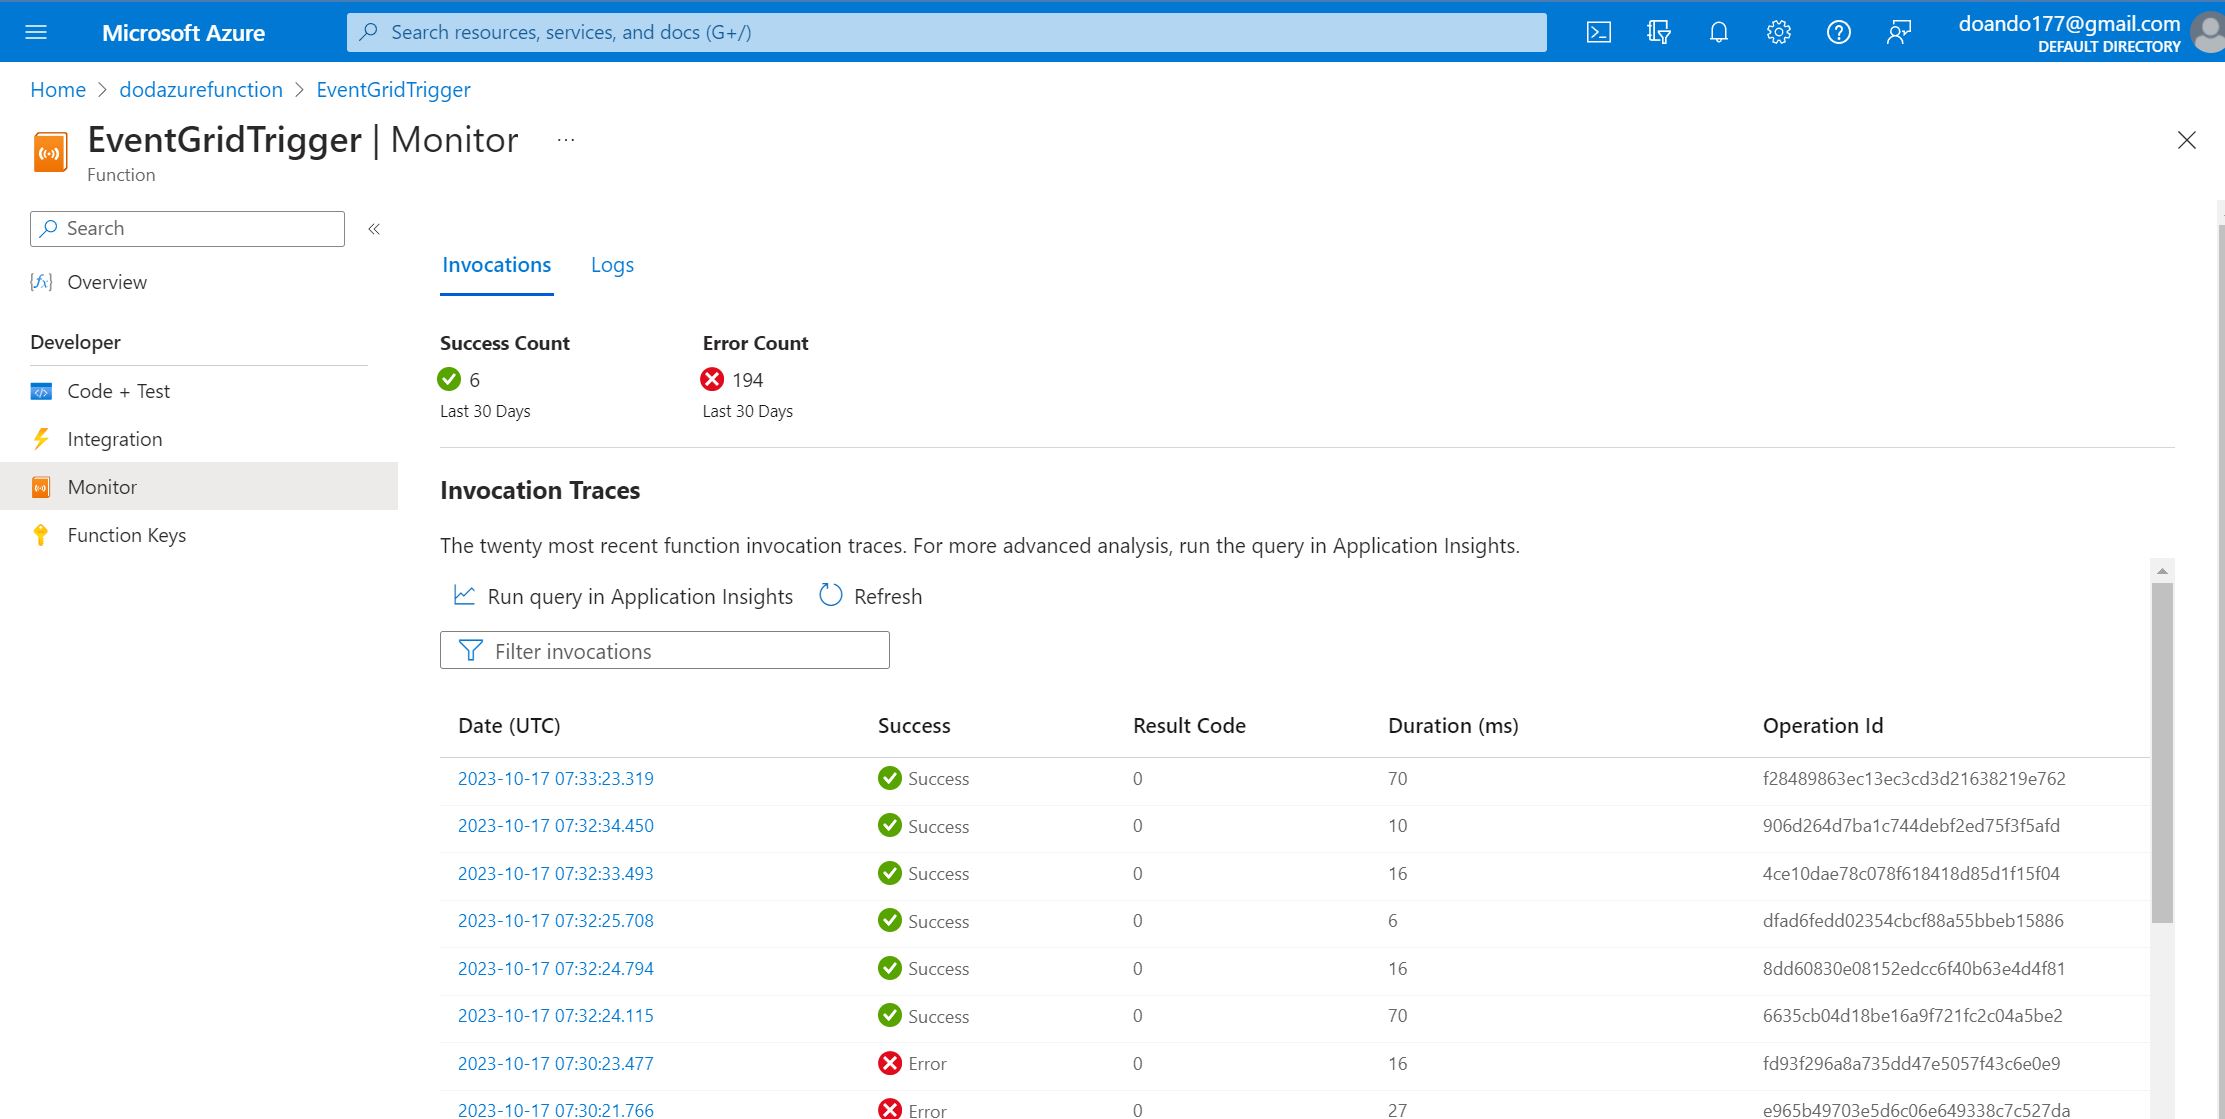 Microsoft Azure
Search resources, services, and docs (G+/)
doando177@gmail.com
DEFAULT DIRECTORY
Home > dodazurefunction > EventGridTrigger
EventGridTrigger | Monitor ...
Function
Search
Overview
Developer
Code + Test
Integration
Monitor
Function Keys
Invocations Logs
Success Count Error Count
6 194
Last 30 Days Last 30 Days
Invocation Traces
The twenty most recent function invocation traces. For more advanced analysis, run the query in Application Insights.
Run query in Application Insights Refresh
Filter invocations
Date (UTC) Success Result Code Duration (ms) Operation Id
2023-10-17 07:33:23.319 Success 0 70 f28489863ec13ec3cd3d21638219e762
2023-10-17 07:32:34.450 Success 0 10 906d264d7ba1c744debf2ed75f3f5afd
2023-10-17 07:32:33.493 Success 0 16 4ce10dae78c078f618418d85d1f15f04
2023-10-17 07:32:25.708 Success 0 6 dfad6fedd02354cbcf88a55bbeb15886
2023-10-17 07:32:24.794 Success 0 16 8dd60830e08152edcc6f40b63e4d4f81
2023-10-17 07:32:24.115 Success 0 70 6635cb04d18be16a9f721fc2c04a5be2
2023-10-17 07:30:23.477 Error 0 16 fd93f296a8a735dd47e5057f43c6e0e9
2023-10-17 07:30:21.766 Error 0 27 e965b49703e5d6c06e649338c7c527da